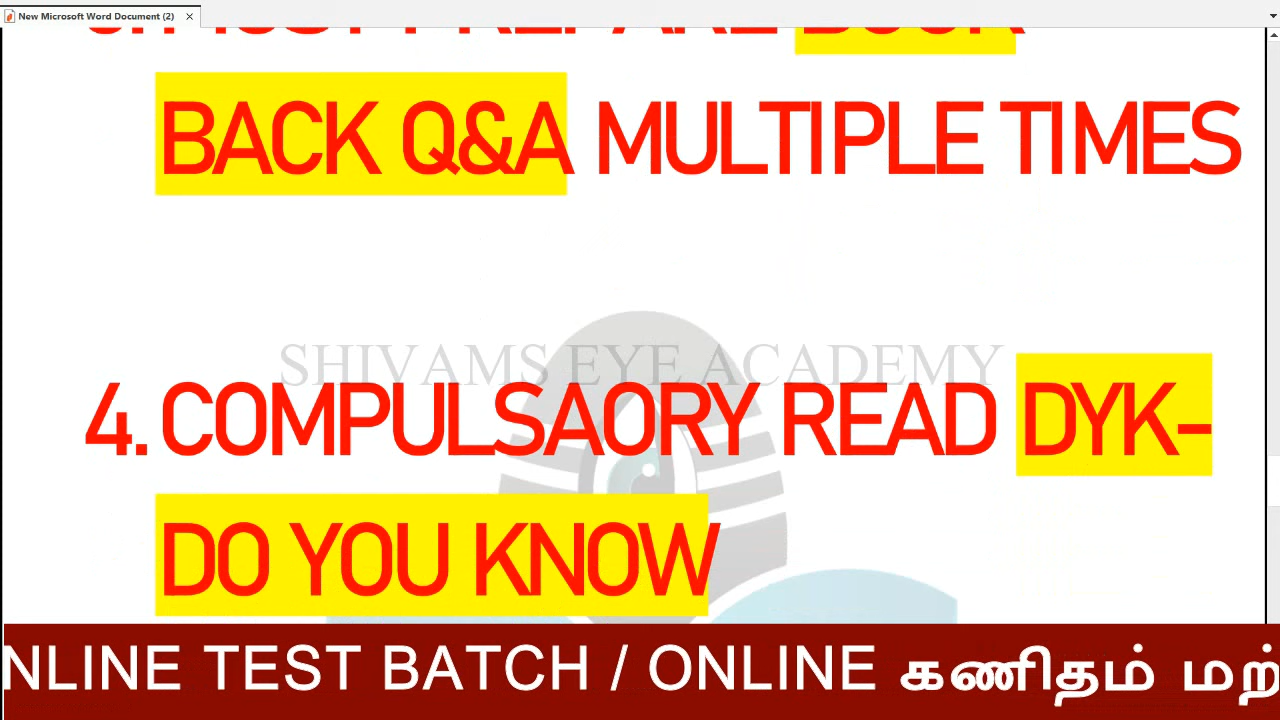 New Microsoft Word Document (2)
BACK Q&A MULTIPLE TIMES
SHIVAMS EYE ACADEMY
4. COMPULSAORY READ DYK-
DO YOU KNOW
NLINE TEST BATCH / ONLINE கணிதம் மற்